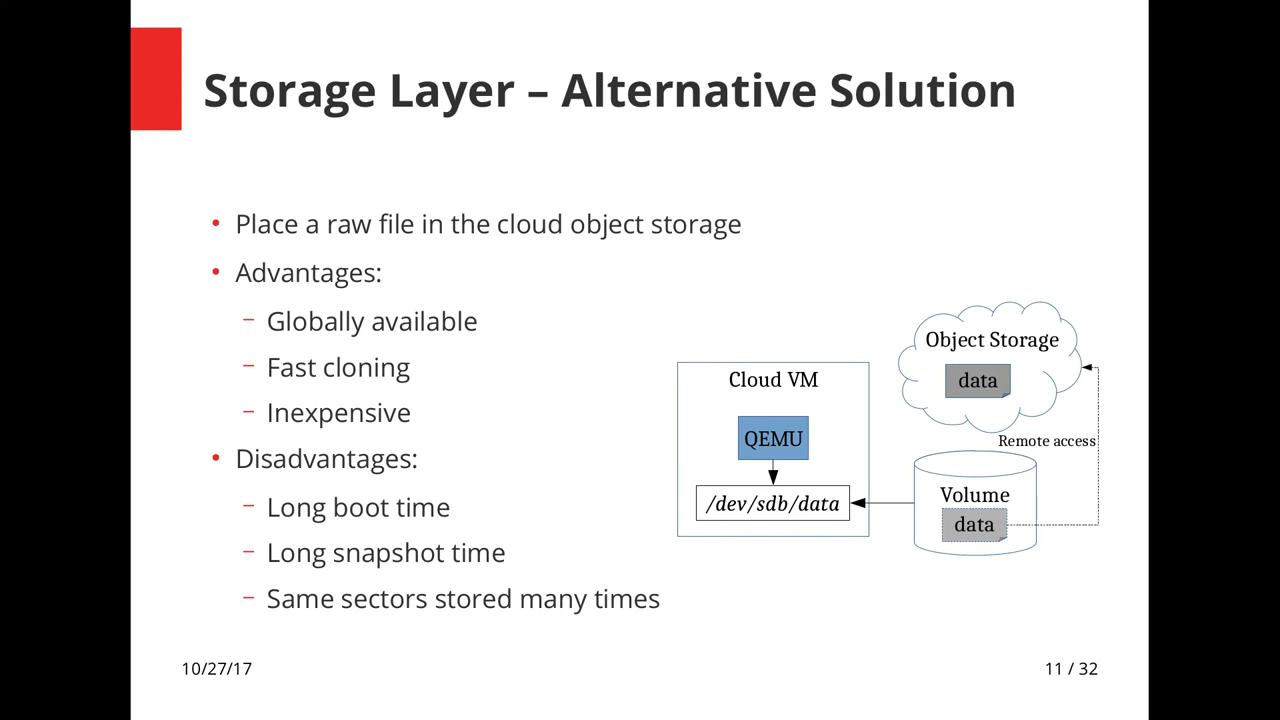 Storage Layer – Alternative Solution
• Place a raw file in the cloud object storage
• Advantages:
– Globally available
– Fast cloning
– Inexpensive
• Disadvantages:
– Long boot time
– Long snapshot time
– Same sectors stored many times
Cloud VM
QEMU
/dev/sdb/data
Object Storage
data
Remote access
Volume
data
10/27/17
11 / 32